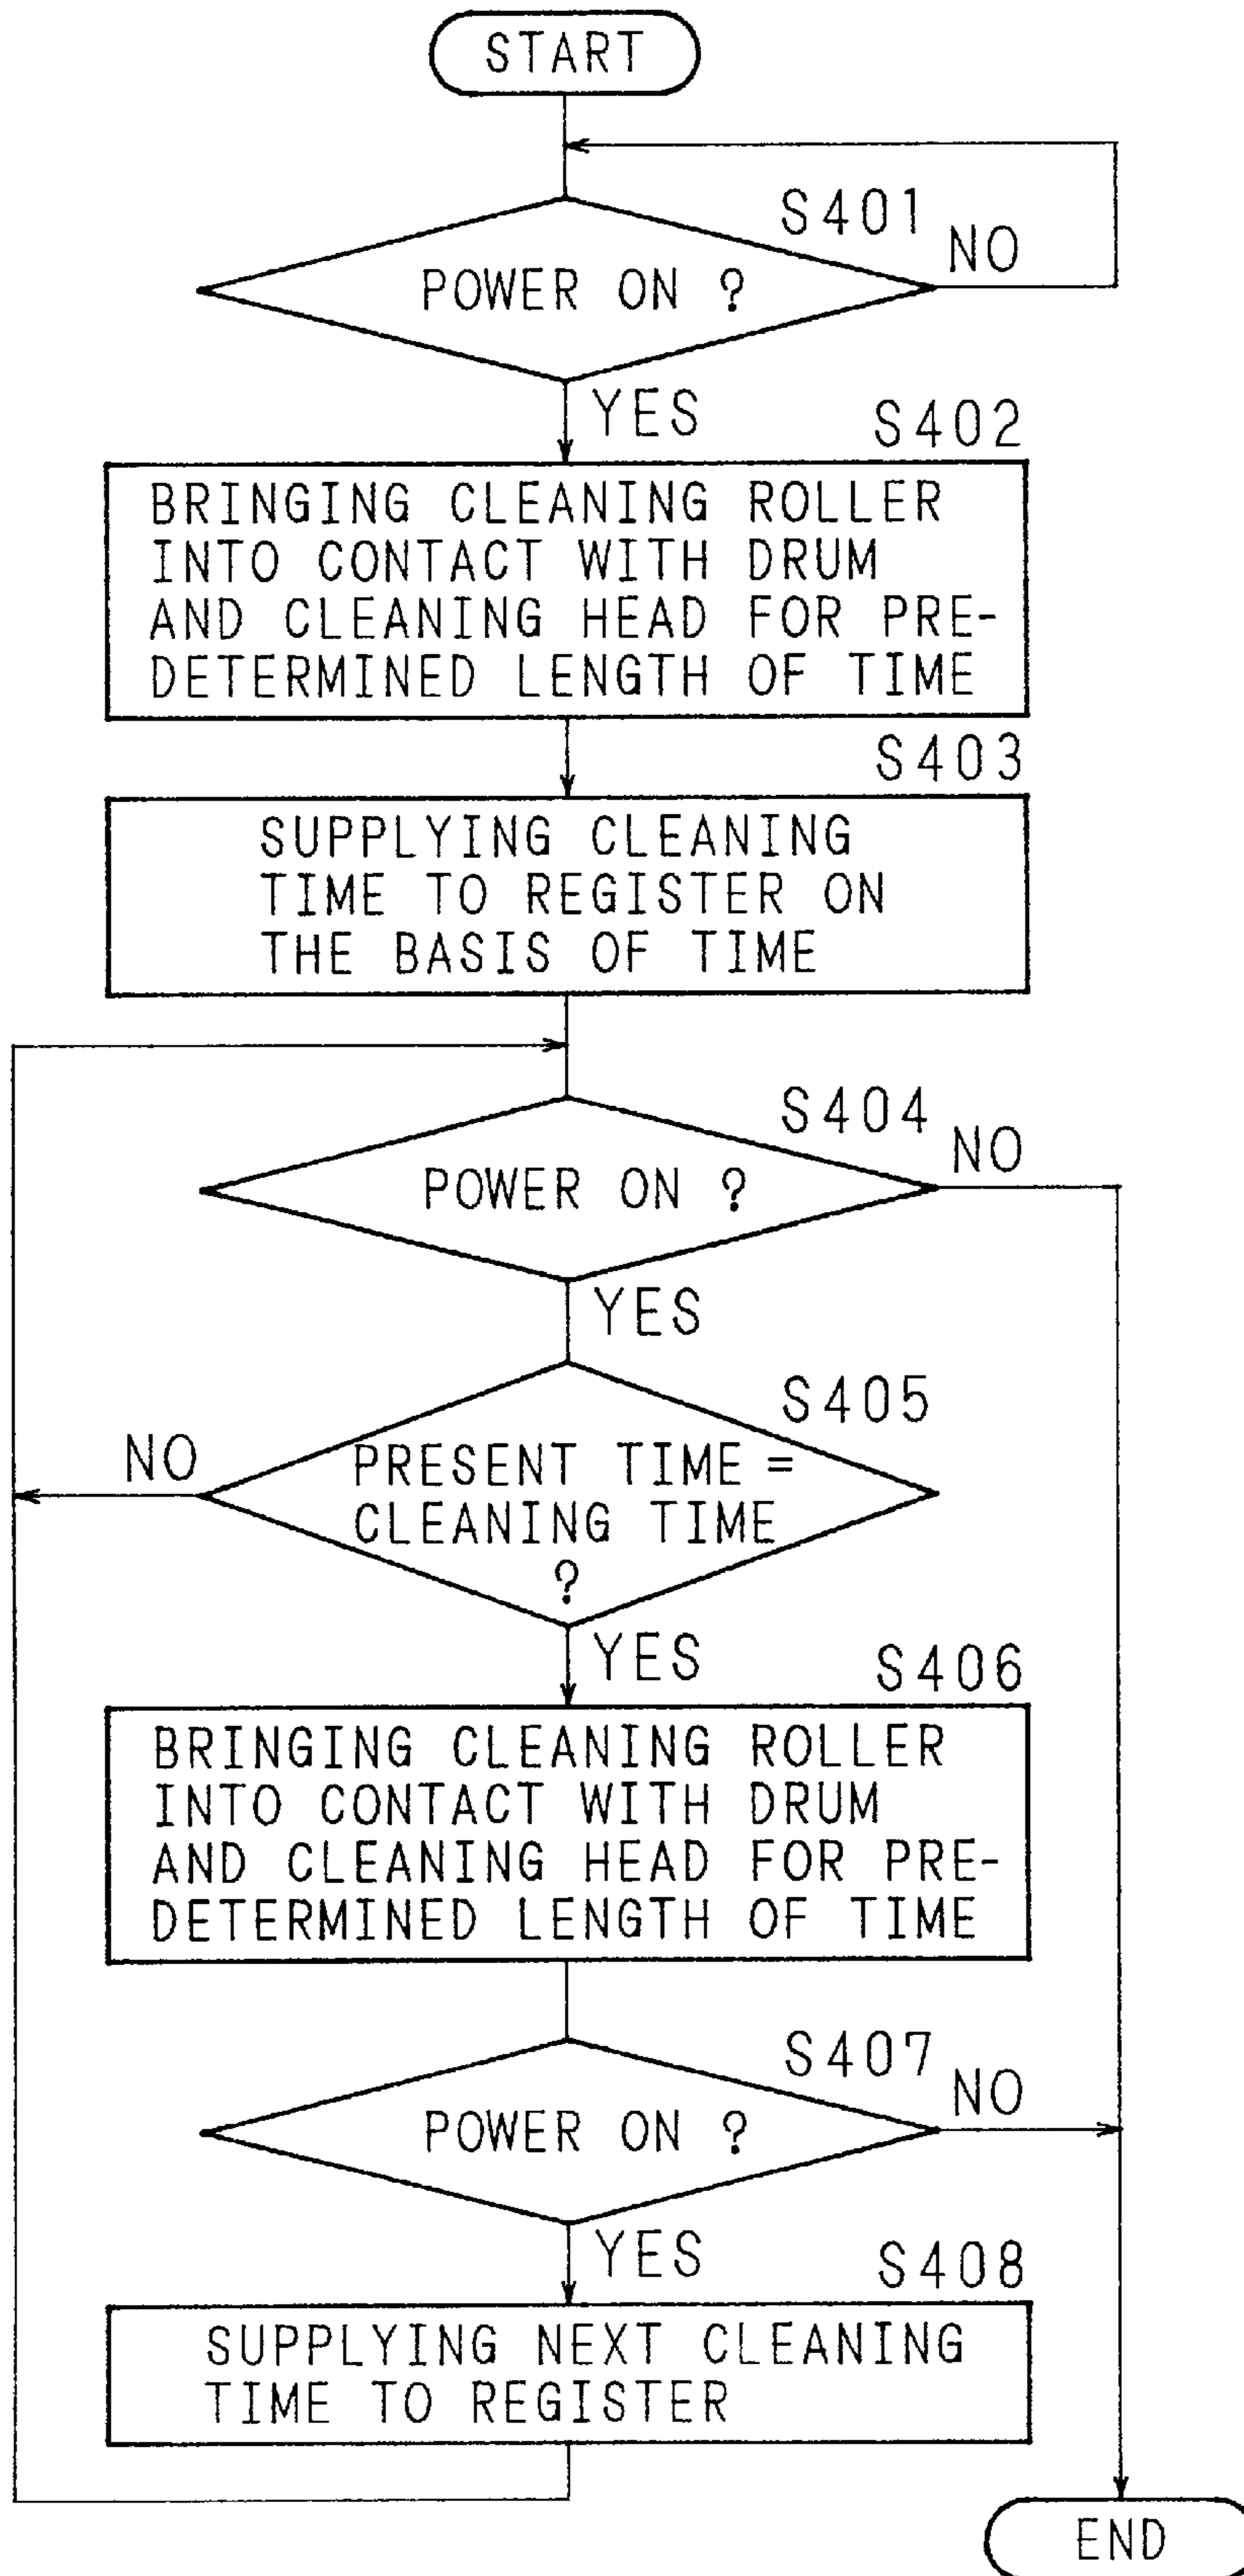 START
S401
NO
POWER ON ?
YES
S402
BRINGING CLEANING ROLLER
INTO CONTACT WITH DRUM
AND CLEANING HEAD FOR PRE-
DETERMINED LENGTH OF TIME
S403
SUPPLYING CLEANING
TIME TO REGISTER ON
THE BASIS OF TIME
S404
NO
POWER ON ?
YES
S405
NO
PRESENT TIME =
CLEANING TIME
?
YES
S406
BRINGING CLEANING ROLLER
INTO CONTACT WITH DRUM
AND CLEANING HEAD FOR PRE-
DETERMINED LENGTH OF TIME
S407
NO
POWER ON ?
YES
S408
SUPPLYING NEXT CLEANING
TIME TO REGISTER
END